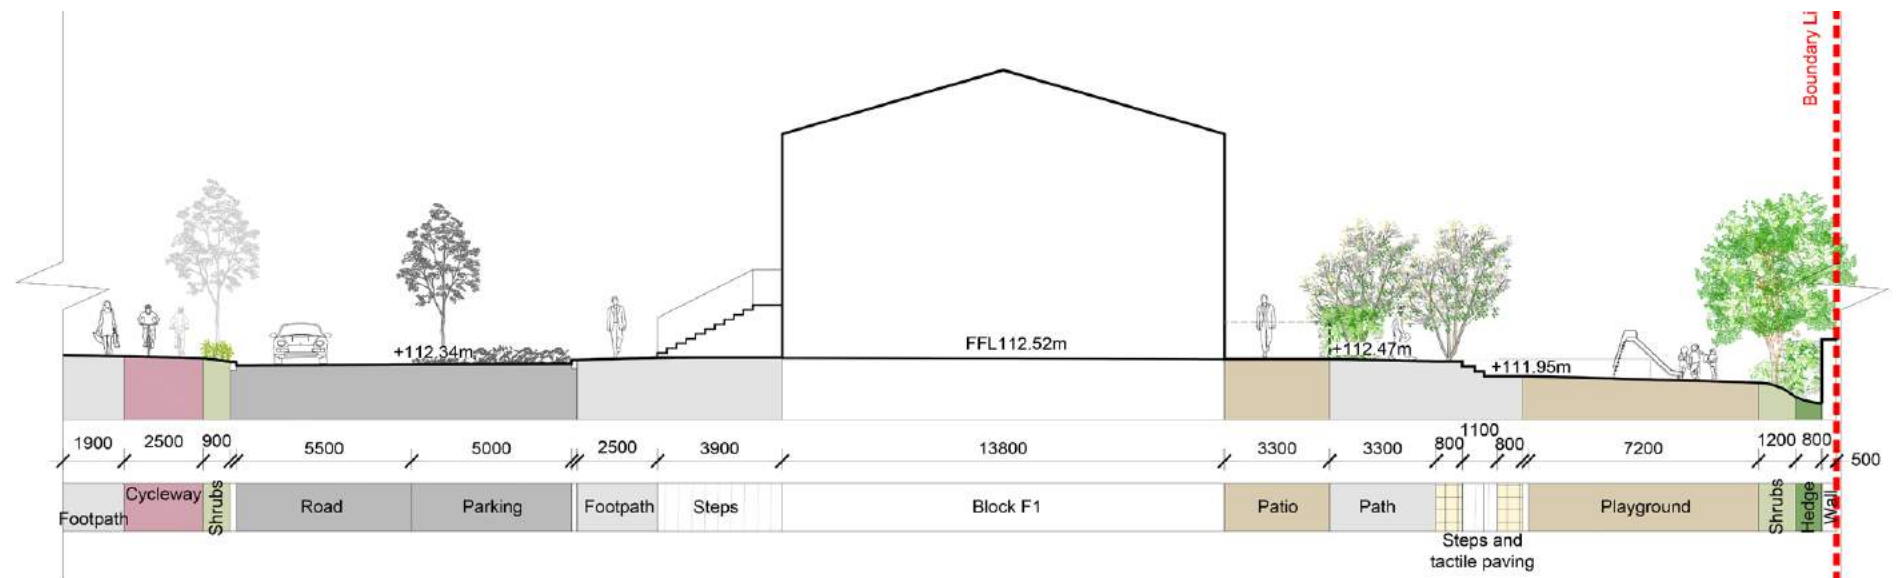 Boundary Li
+112.34m
FFL112.52m
+112.47m
+111.95m
1900
2500
900
5500
5000
2500
3900
13800
3300
3300
800
1100
800
7200
1200
800
500
Footpath
Cycleway
Shrubs
Road
Parking
Footpath
Steps
Block F1
Patio
Path
Steps and
tactile paving
Playground
Shrubs
Hedge
Wall